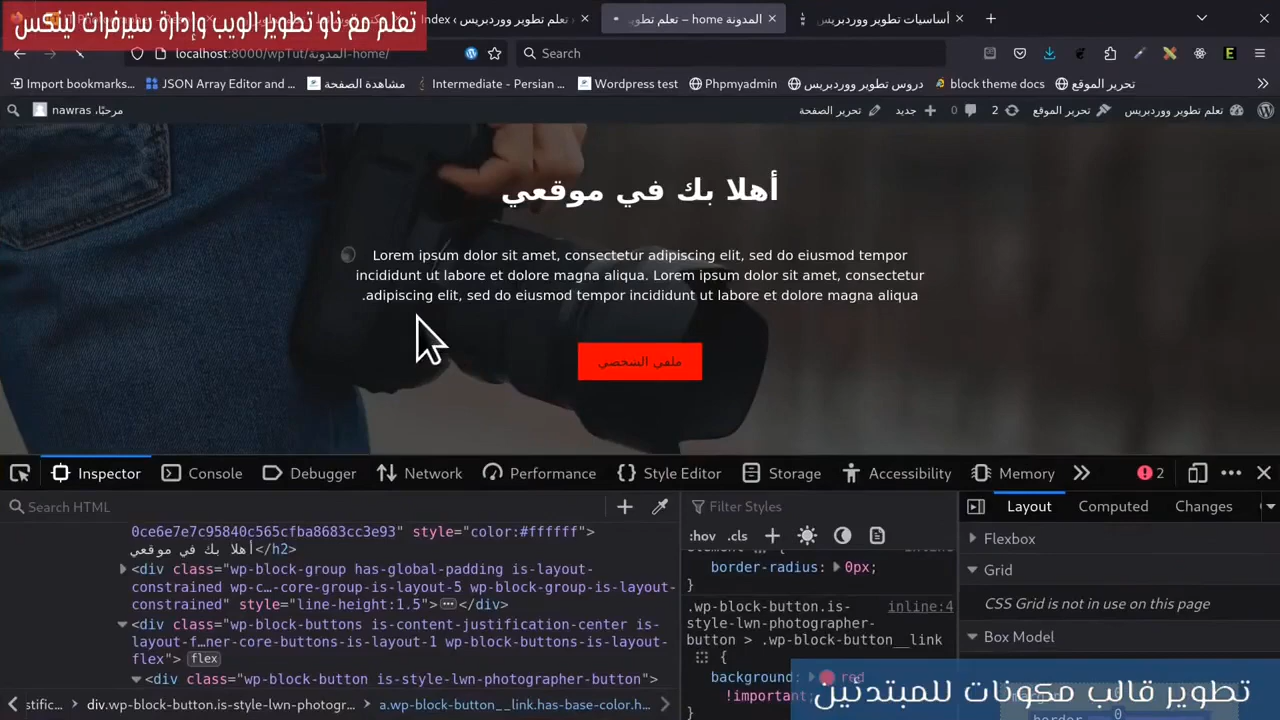 تعلم مع ناو تطوير الويب وإدارة سيرفرات لينكس
Index ‹ تعلم تطوير ووردبريس
المدونة home – تعلم تطوير
أساسيات تطوير ووردبريس
localhost:8000/wpTut/المدونة-home/
Search
Import bookmarks...
JSON Array Editor and ...
مشاهدة الصفحة
Intermediate - Persian ...
Wordpress test
Phpmyadmin
دروس تطوير ووردبريس
block theme docs
تحرير الموقع
مرحبًا، nawras
تحرير الصفحة
جديد
0
2
تحرير الموقع
تعلم تطوير ووردبريس
أهلا بك في موقعي
Lorem ipsum dolor sit amet, consectetur adipiscing elit, sed do eiusmod tempor
incididunt ut labore et dolore magna aliqua. Lorem ipsum dolor sit amet, consectetur
.adipiscing elit, sed do eiusmod tempor incididunt ut labore et dolore magna aliqua
ملفي الشخصي
Inspector
Console
Debugger
Network
Performance
Style Editor
Storage
Accessibility
Memory
2
Search HTML
Filter Styles
Layout
Computed
Changes
:hov .cls
0ce6e7e7c95840c565cfba8683cc3e93" style="color:#ffffff">
أهلا بك في موقعي</h2>
<div class="wp-block-group has-global-padding is-layout-
constrained wp-c…-core-group-is-layout-5 wp-block-group-is-layout-
constrained" style="line-height:1.5"></div>
<div class="wp-block-buttons is-content-justification-center is-
layout-f…ner-core-buttons-is-layout-1 wp-block-buttons-is-layout-
flex"> flex
<div class="wp-block-button is-style-lwn-photographer-button">
border-radius: 0px;
}
.wp-block-button.is-
inline:4
style-lwn-photographer-
button > .wp-block-button__link
{
background: red
!important;
}
Flexbox
Grid
CSS Grid is not in use on this page
Box Model
border
0
stific...
div.wp-block-button.is-style-lwn-photogr...
a.wp-block-button__link.has-base-color.h...
تطوير قالب مكونات للمبتدئين